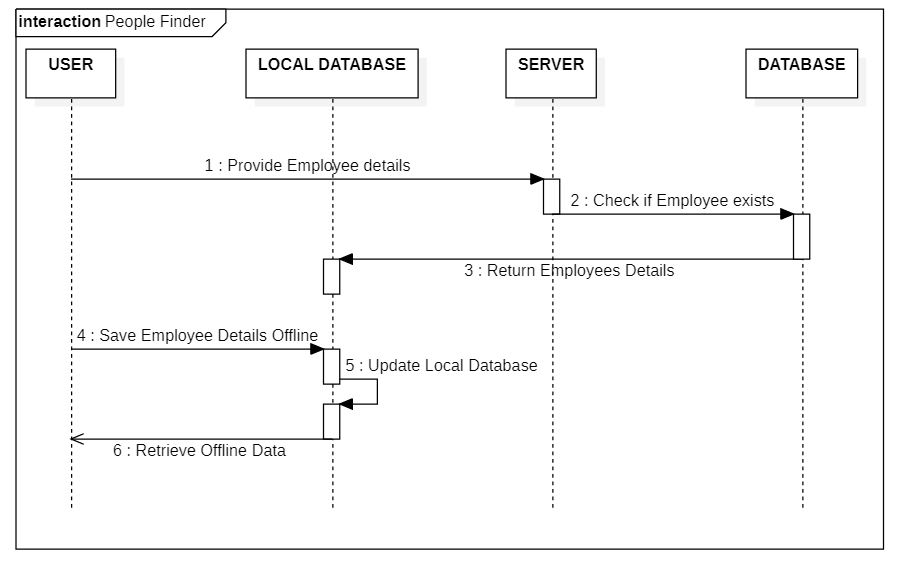 interaction People Finder
USER
LOCAL DATABASE
SERVER
DATABASE
1 : Provide Employee details
2 : Check if Employee exists
3 : Return Employees Details
4 : Save Employee Details Offline
5 : Update Local Database
6 : Retrieve Offline Data